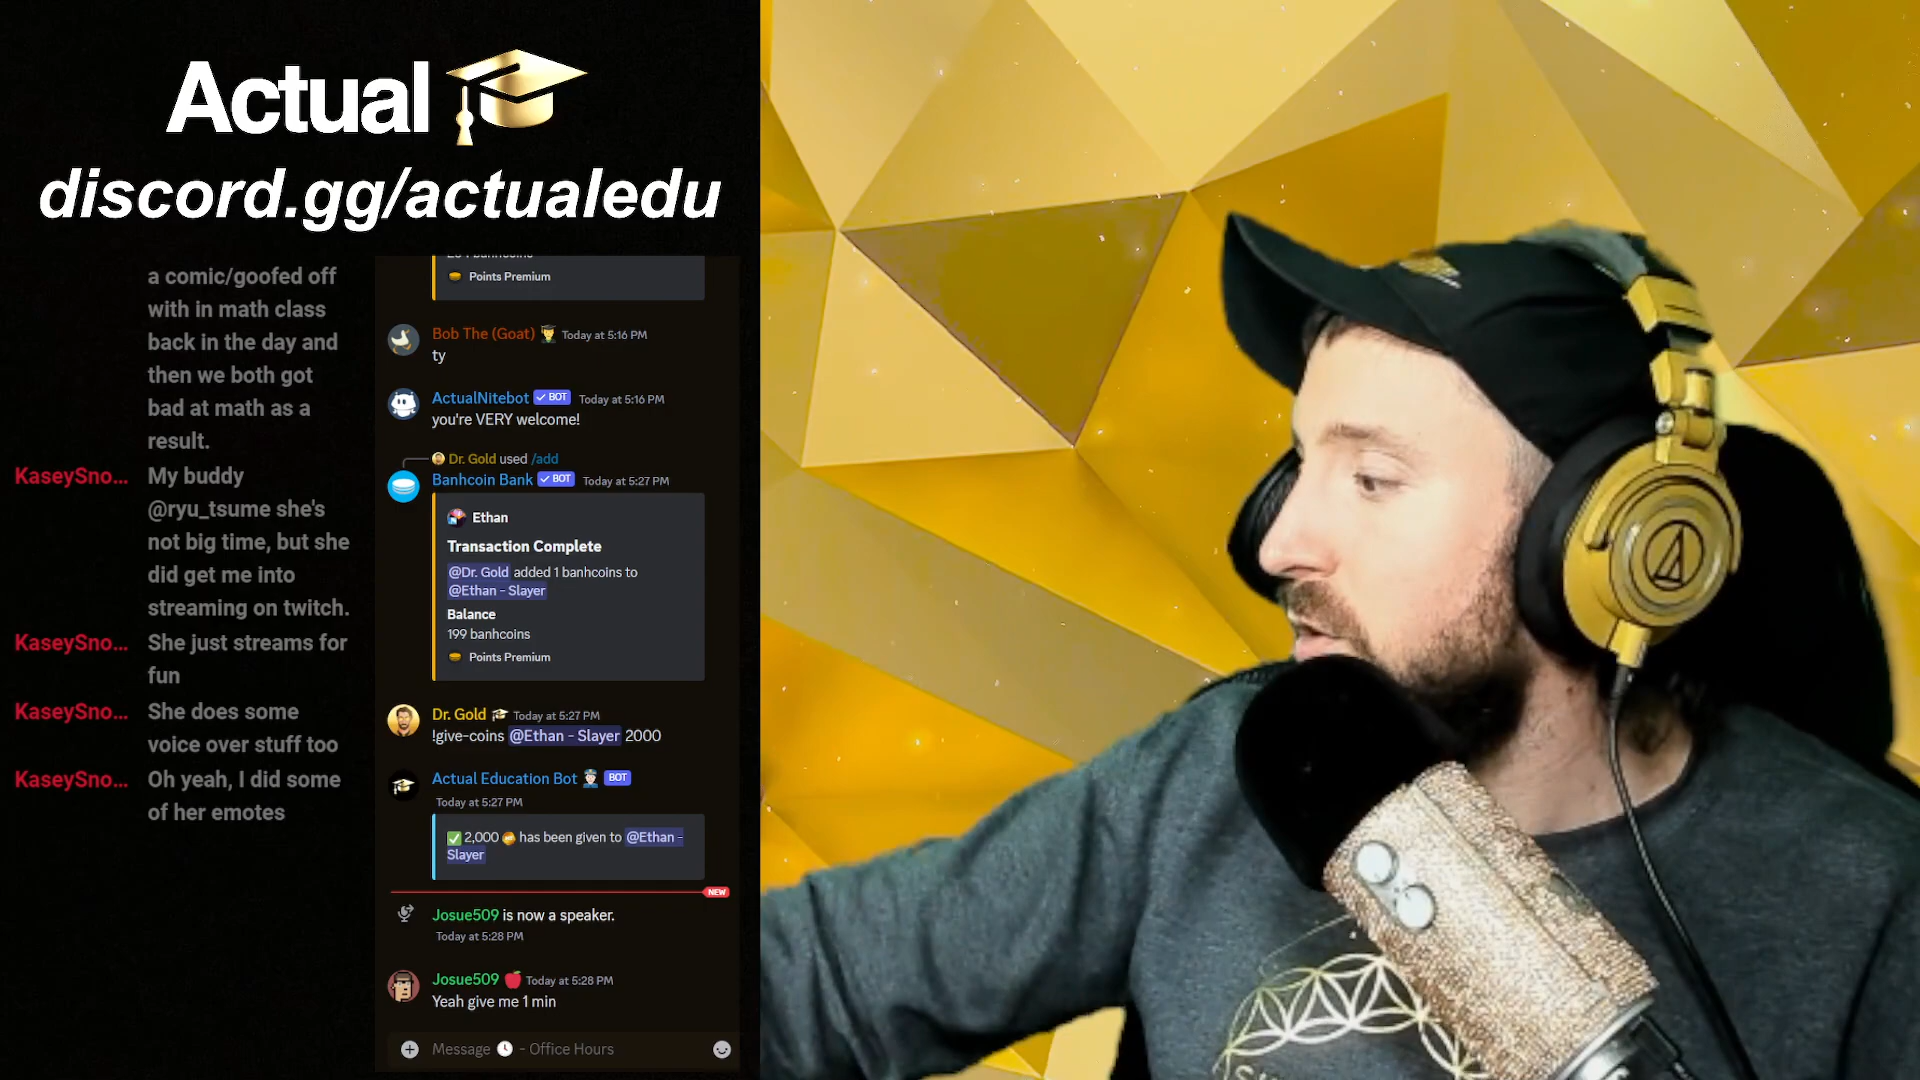 Actual
discord.gg/actualedu
a comic/goofed off
with in math class
back in the day and
then we both got
bad at math as a
result.
KaseySno... My buddy
@ryu_tsume she's
not big time, but she
did get me into
streaming on twitch.
KaseySno... She just streams for
fun
KaseySno... She does some
voice over stuff too
KaseySno... Oh yeah, I did some
of her emotes
Points Premium
Bob The (Goat) Today at 5:16 PM
ty
ActualNitebot BOT Today at 5:16 PM
you're VERY welcome!
Dr. Gold used /add
Banhcoin Bank BOT Today at 5:27 PM
Ethan
Transaction Complete
@Dr. Gold added 1 banhcoins to
@Ethan - Slayer
Balance
199 banhcoins
Points Premium
Dr. Gold Today at 5:27 PM
!give-coins @Ethan - Slayer 2000
Actual Education Bot BOT
Today at 5:27 PM
2,000 has been given to @Ethan -
Slayer
NEW
Josue509 is now a speaker.
Today at 5:28 PM
Josue509 Today at 5:28 PM
Yeah give me 1 min
Message - Office Hours